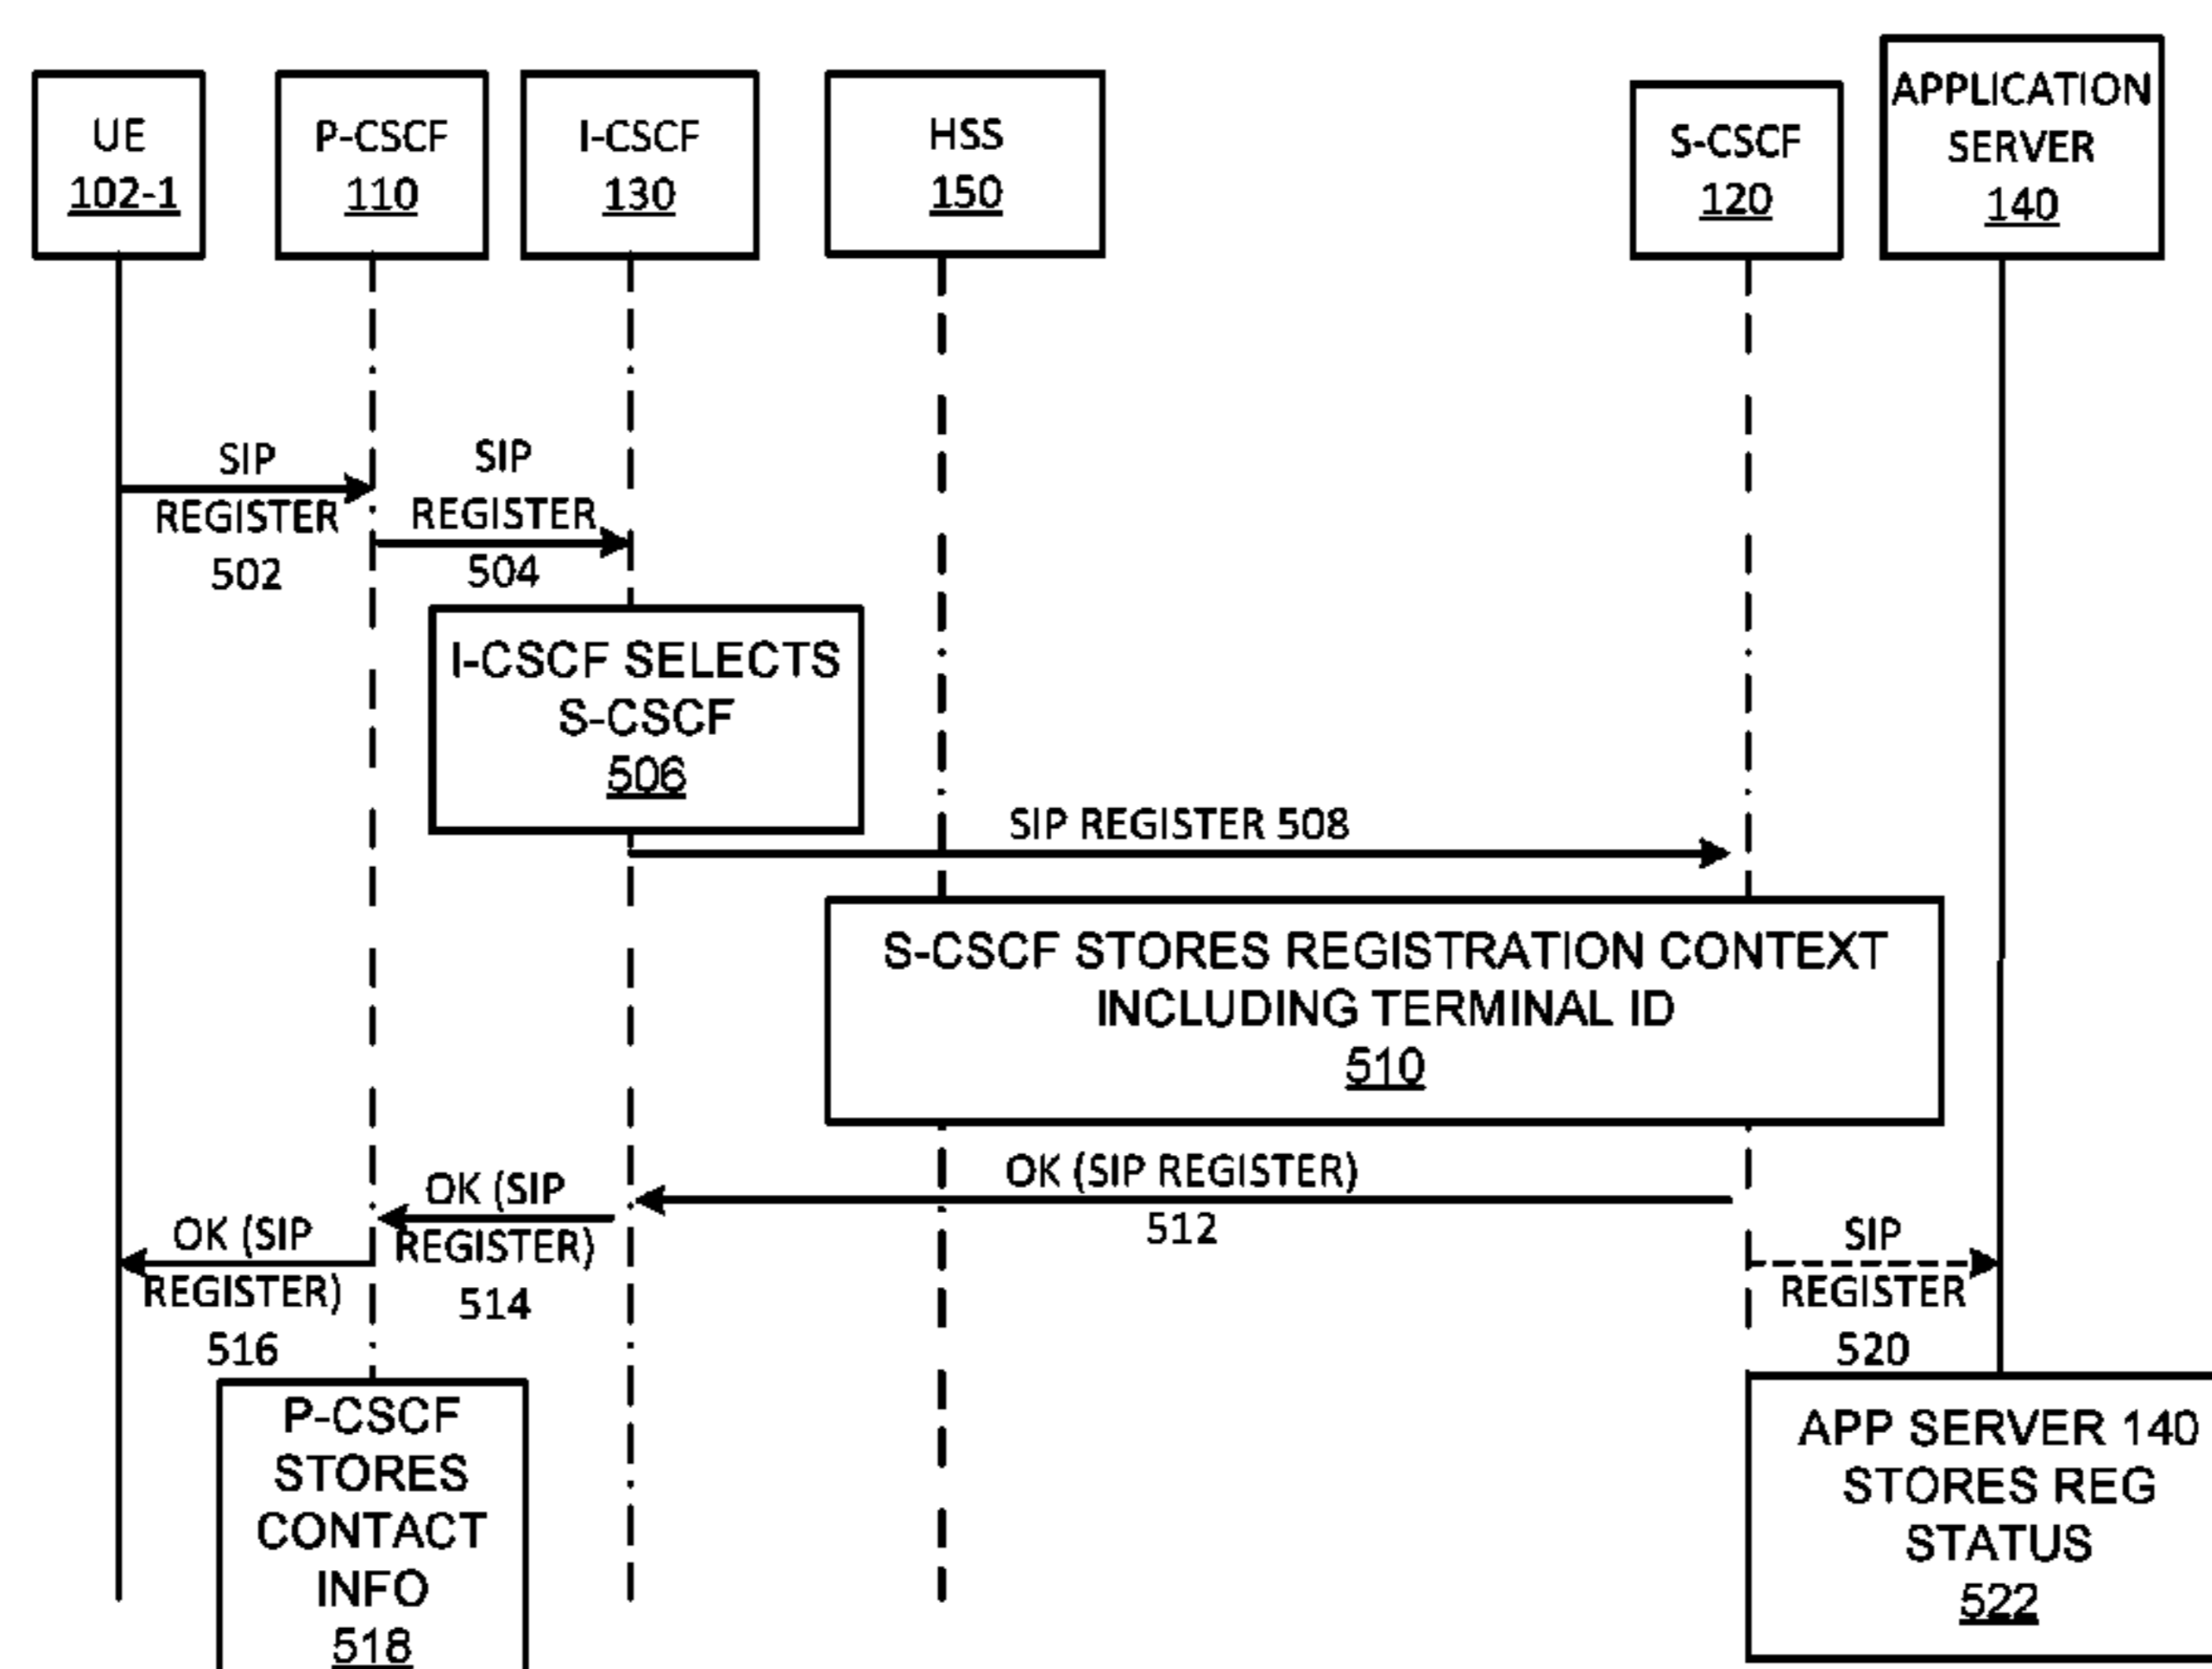 UE
102-1
P-CSCF
110
I-CSCF
130
HSS
150
S-CSCF
120
APPLICATION
SERVER
140
SIP
REGISTER
502
SIP
REGISTER
504
I-CSCF SELECTS
S-CSCF
506
SIP REGISTER 508
S-CSCF STORES REGISTRATION CONTEXT
INCLUDING TERMINAL ID
510
OK (SIP REGISTER)
512
OK (SIP
REGISTER)
514
OK (SIP
REGISTER)
516
P-CSCF
STORES
CONTACT
INFO
518
SIP
REGISTER
520
APP SERVER 140
STORES REG
STATUS
522